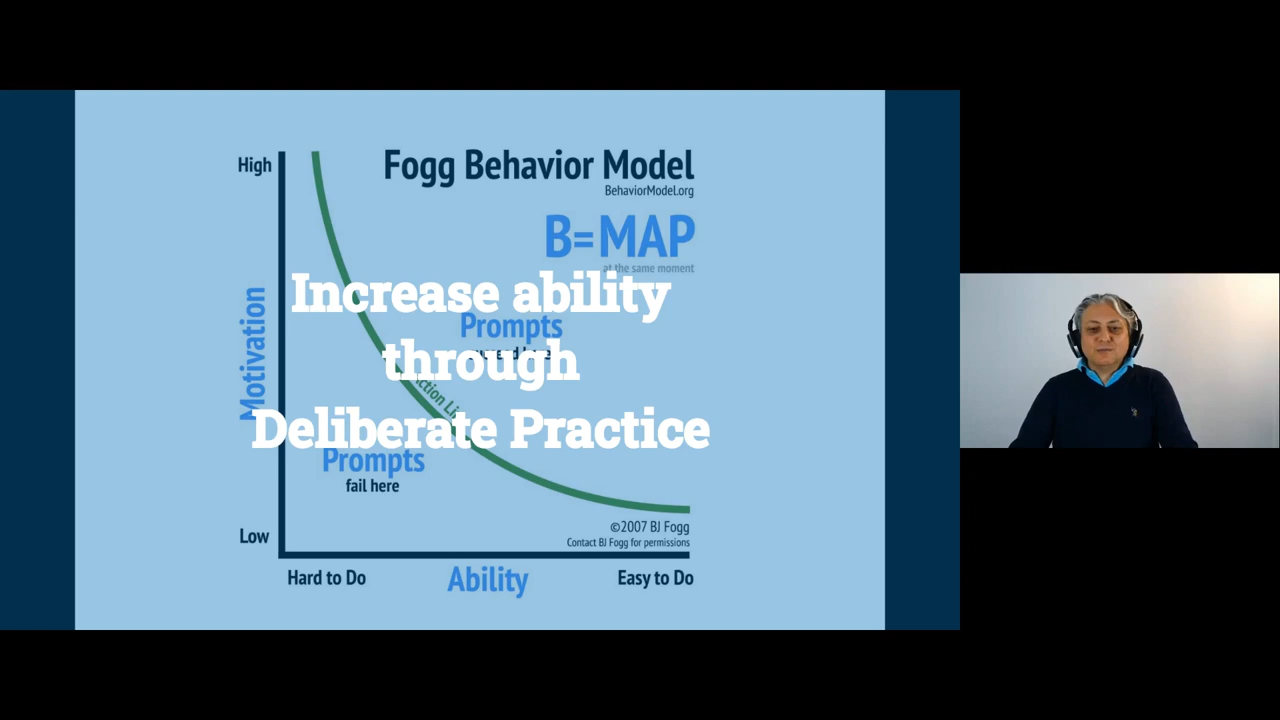 High
Fogg Behavior Model
BehaviorModel.org
B=MAP
at the same moment
Increase ability
Prompts
through
Motivation
Deliberate Practice
Prompts
fail here
Low
©2007 BJ Fogg
Contact BJ Fogg for permissions
Hard to Do
Ability
Easy to Do